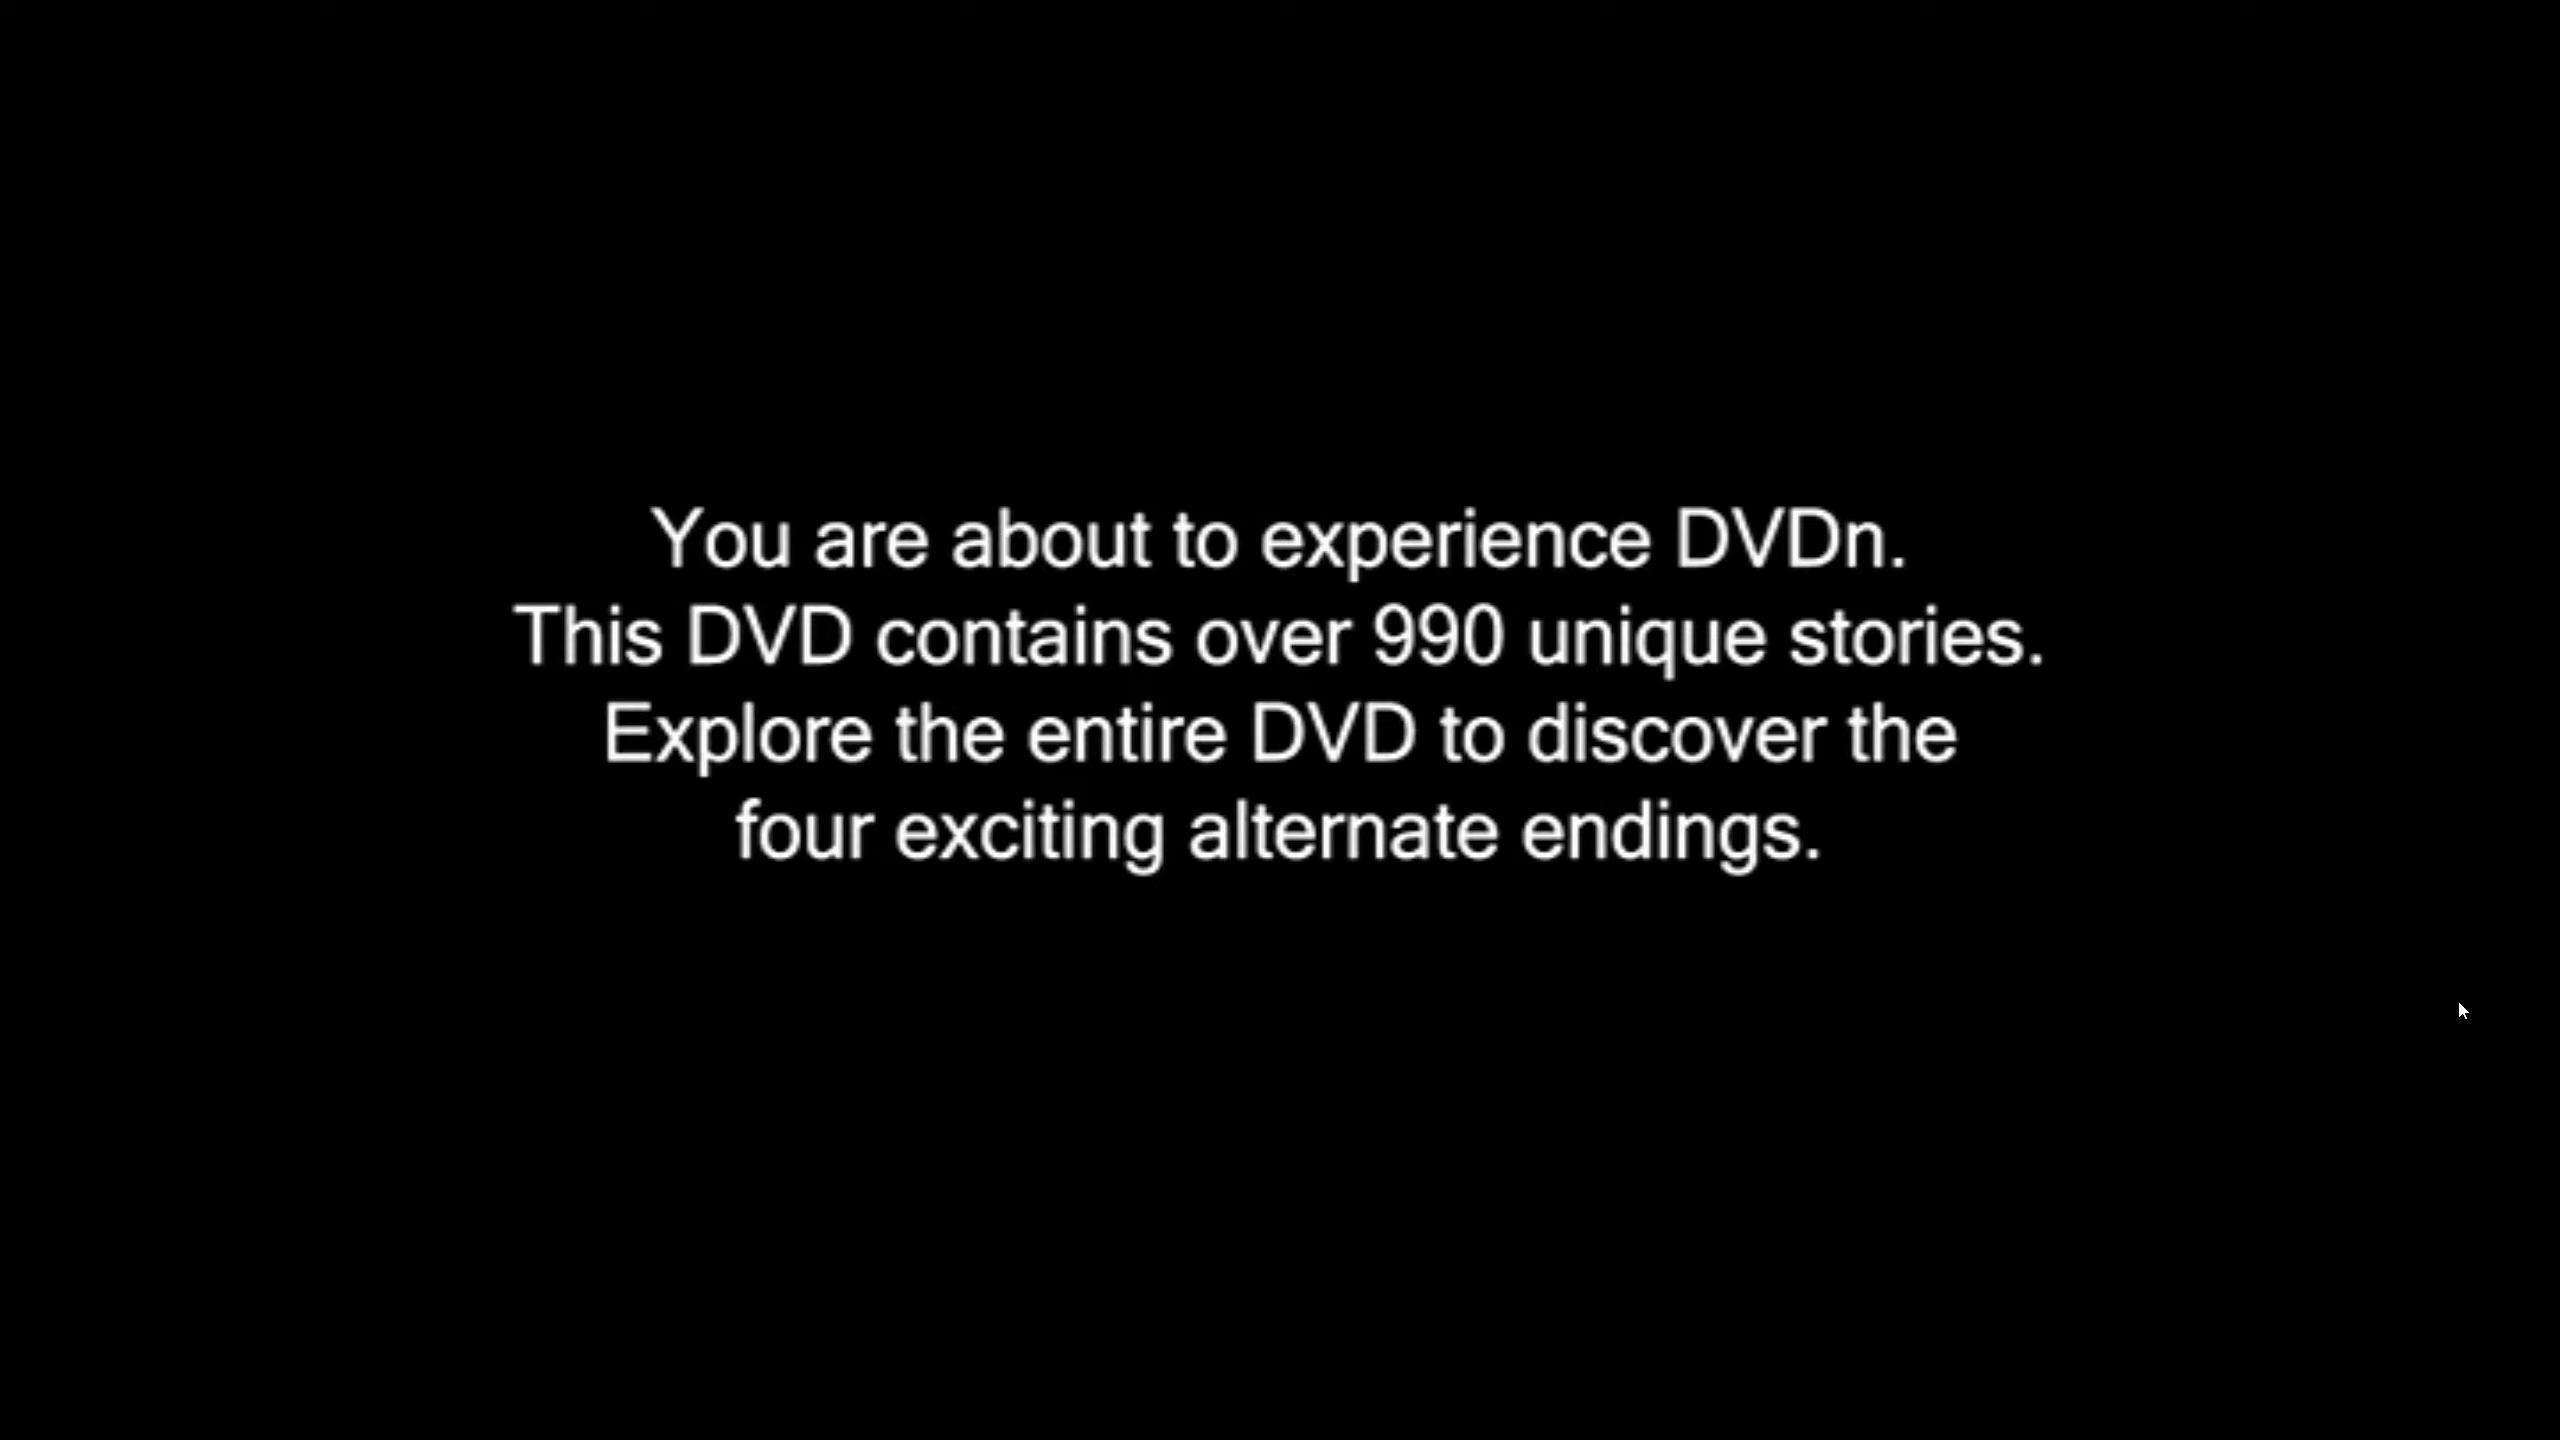 You are about to experience DVDn.
This DVD contains over 990 unique stories.
Explore the entire DVD to discover the
four exciting alternate endings.